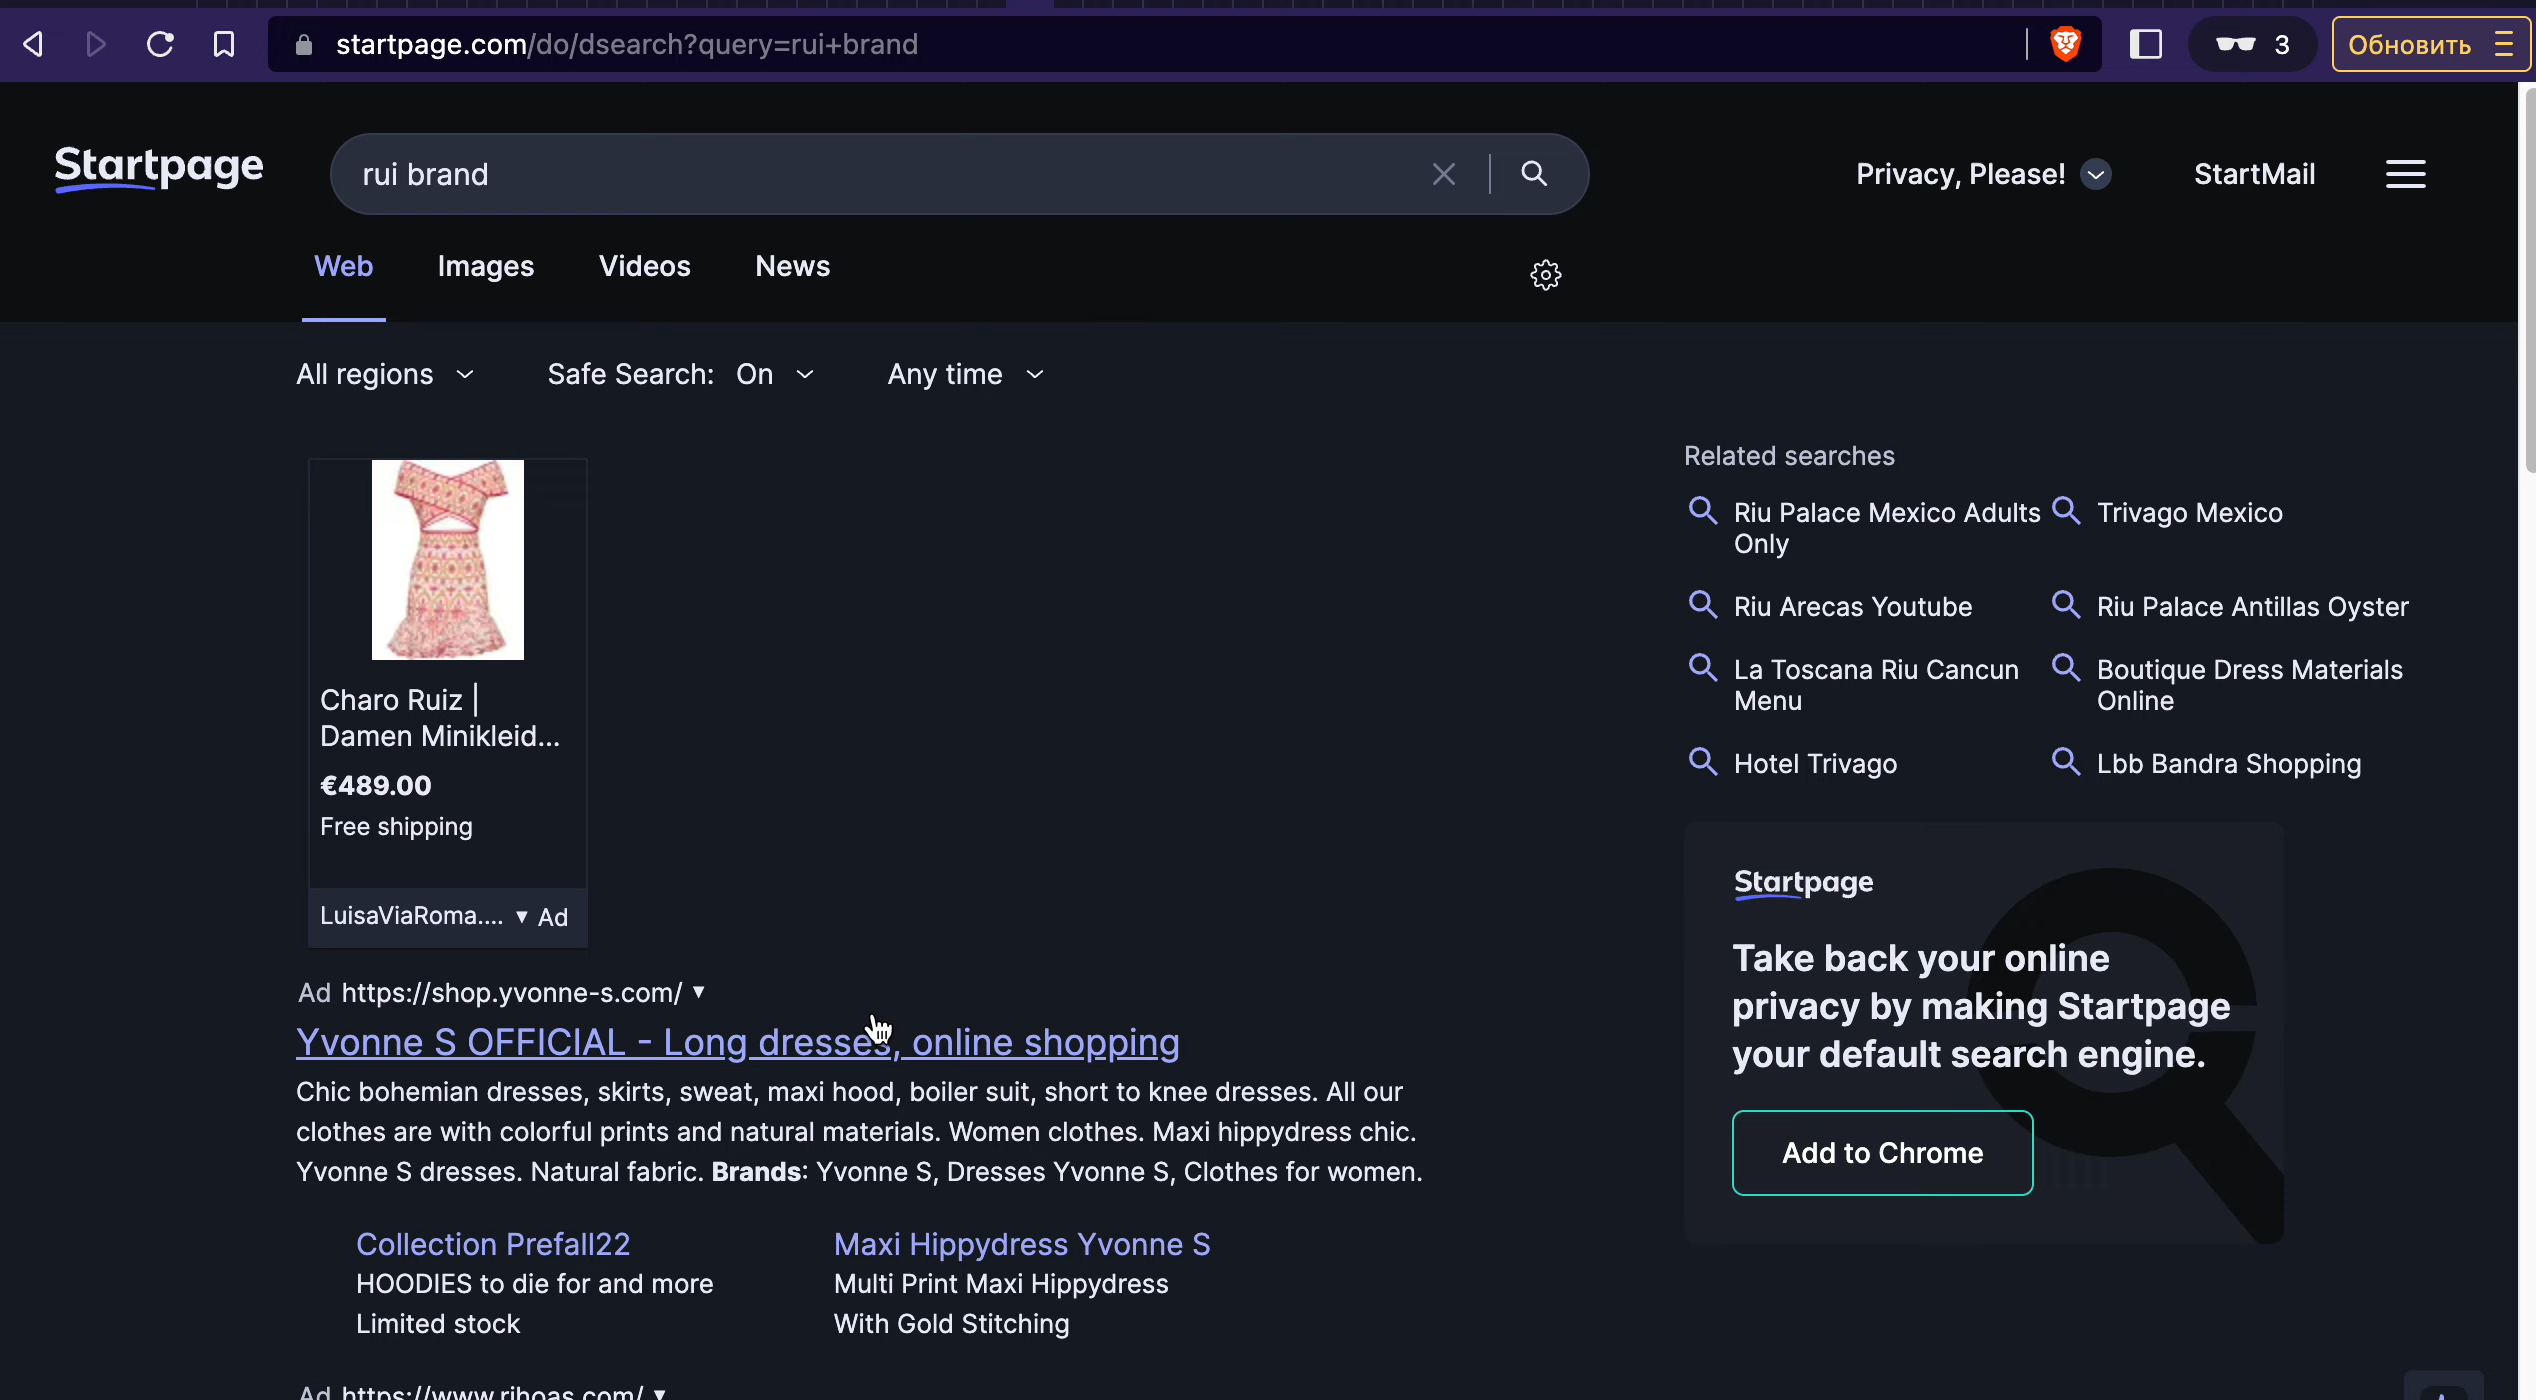 startpage.com/do/dsearch?query=rui+brand
3
Обновить
Startpage
rui brand
Privacy, Please!
StartMail
Web
Images
Videos
News
All regions
Safe Search: On
Any time
Charo Ruiz |
Damen Minikleid...
€489.00
Free shipping
LuisaViaRoma.... ▼ Ad
Ad https://shop.yvonne-s.com/ ▼
Yvonne S OFFICIAL - Long dresses, online shopping
Chic bohemian dresses, skirts, sweat, maxi hood, boiler suit, short to knee dresses. All our
clothes are with colorful prints and natural materials. Women clothes. Maxi hippydress chic.
Yvonne S dresses. Natural fabric. Brands: Yvonne S, Dresses Yvonne S, Clothes for women.
Collection Prefall22
HOODIES to die for and more
Limited stock
Maxi Hippydress Yvonne S
Multi Print Maxi Hippydress
With Gold Stitching
Ad https://www.rihoas.com/ ▼
Related searches
Riu Palace Mexico Adults
Only
Trivago Mexico
Riu Arecas Youtube
Riu Palace Antillas Oyster
La Toscana Riu Cancun
Menu
Boutique Dress Materials
Online
Hotel Trivago
Lbb Bandra Shopping
Startpage
Take back your online
privacy by making Startpage
your default search engine.
Add to Chrome